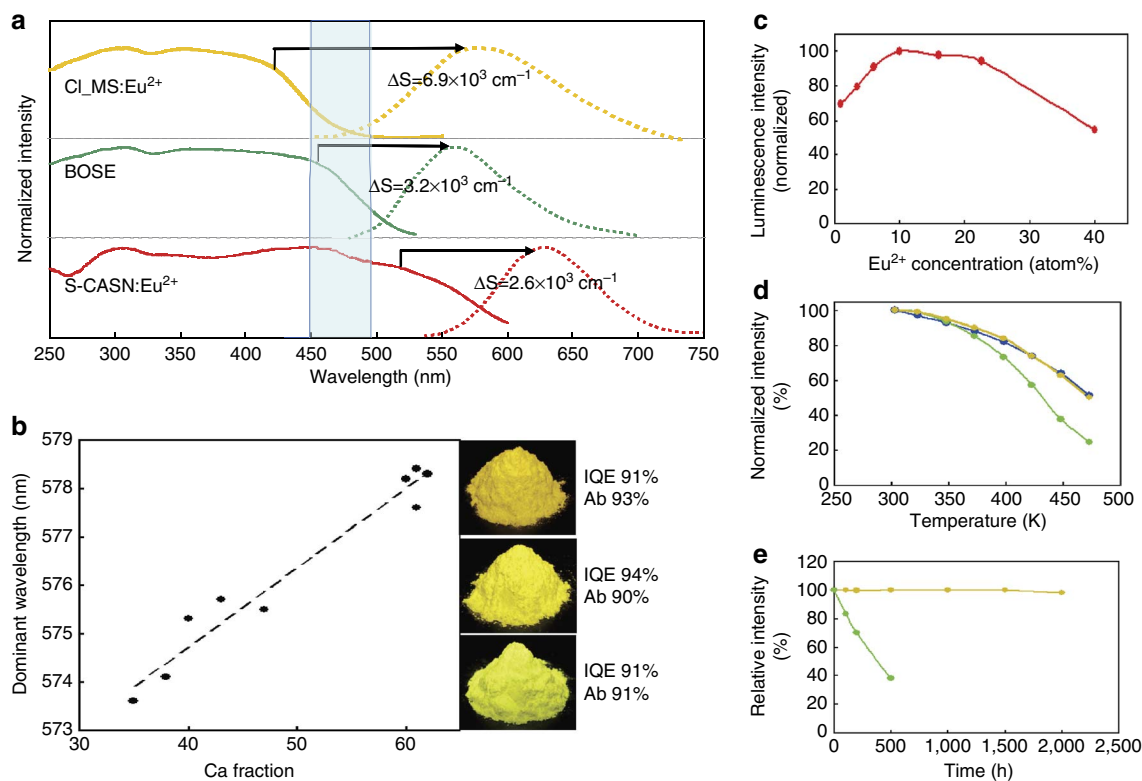 a
Normalized intensity
Cl_MS:Eu²⁺
ΔS=6.9×10³ cm⁻¹
BOSE
ΔS=3.2×10³ cm⁻¹
S-CASN:Eu²⁺
ΔS=2.6×10³ cm⁻¹
250 300 350 400 450 500 550 600 650 700 750
Wavelength (nm)
b
Dominant wavelength (nm)
579
578
577
576
575
574
573
30 40 50 60
Ca fraction
IQE 91%
Ab 93%
IQE 94%
Ab 90%
IQE 91%
Ab 91%
c
Luminescence intensity
(normalized)
100
80
60
40
20
0
0 10 20 30 40
Eu²⁺ concentration (atom%)
d
Normalized intensity
(%)
100
80
60
40
20
0
250 300 350 400 450 500
Temperature (K)
e
Relative intensity
(%)
120
100
80
60
40
20
0
0 500 1,000 1,500 2,000 2,500
Time (h)